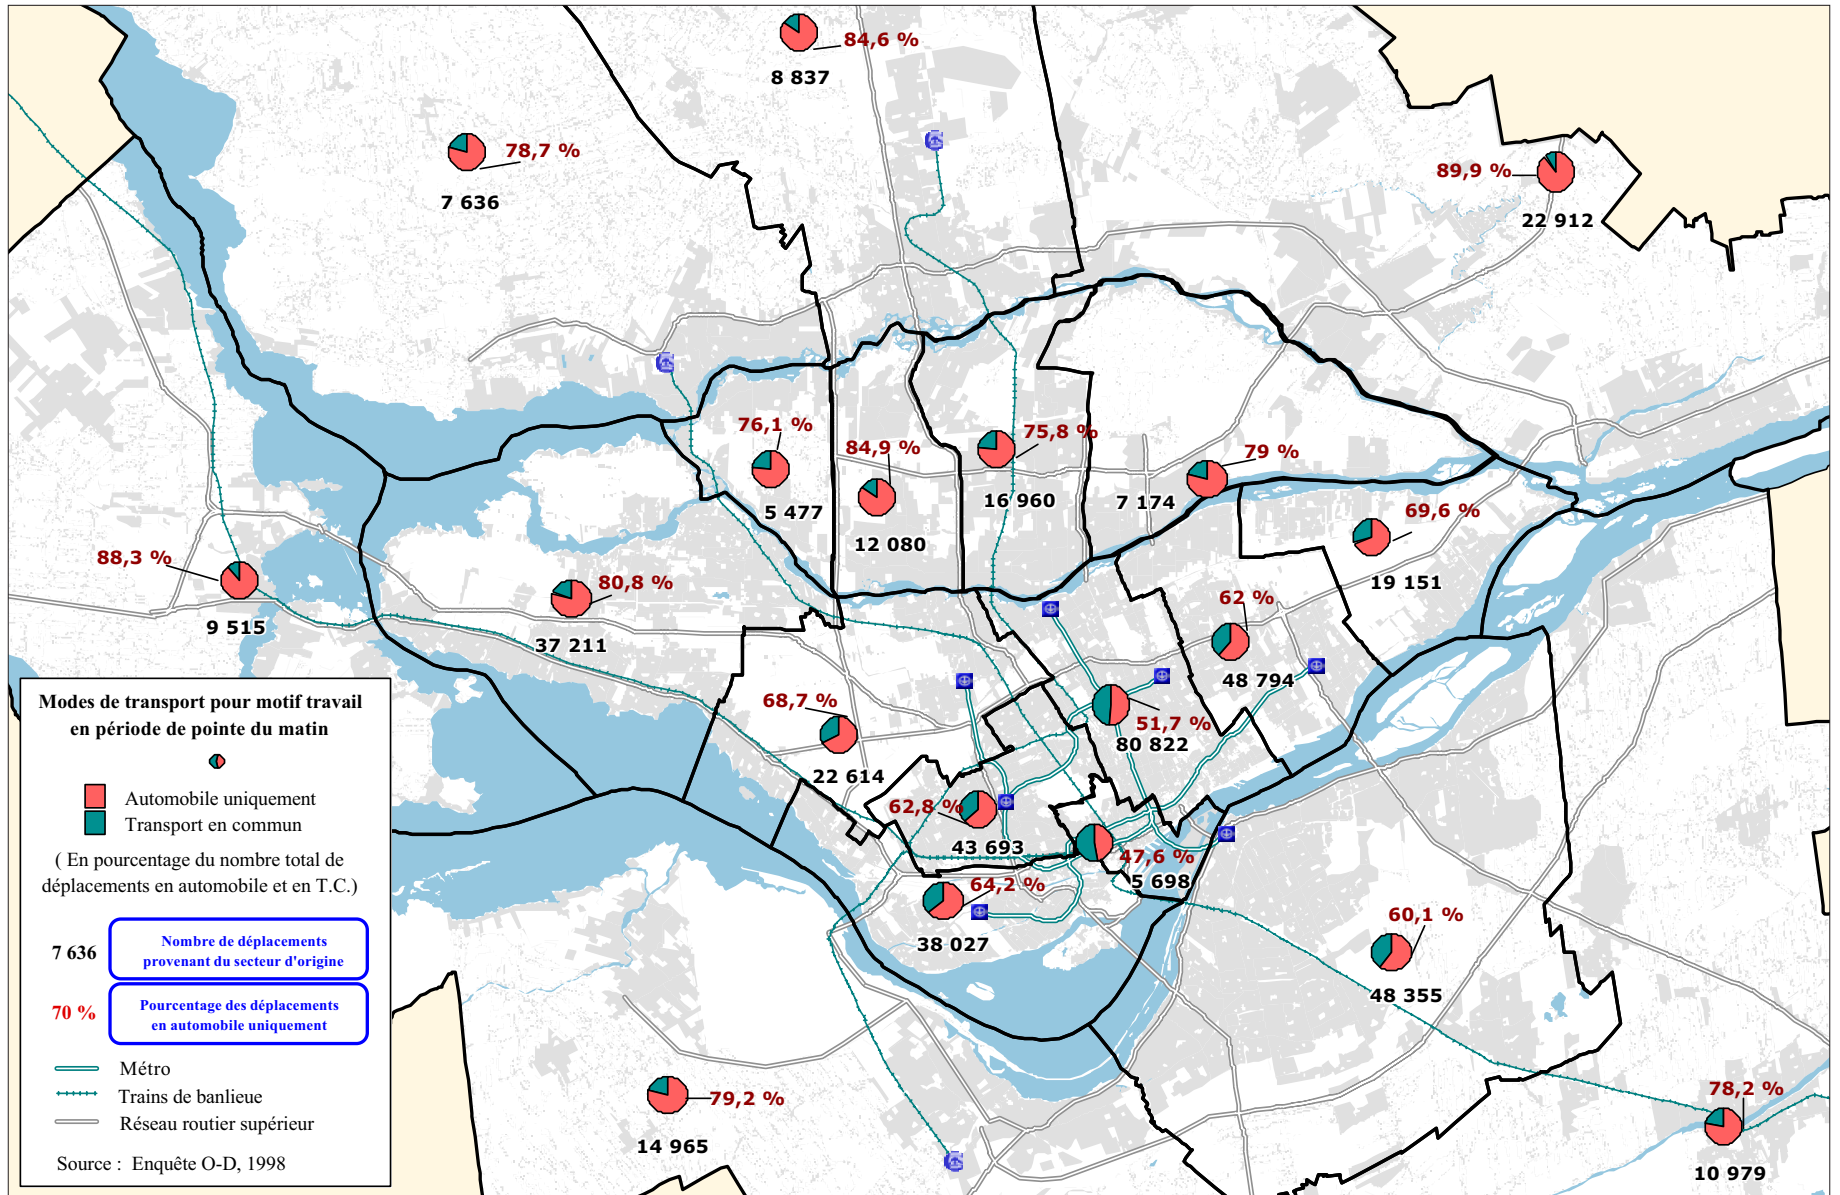 84,6 %
8 837
78,7 %
7 636
89,9 %
22 912
76,1 %
5 477
84,9 %
12 080
75,8 %
16 960
79 %
7 174
69,6 %
19 151
88,3 %
9 515
80,8 %
37 211
62 %
48 794
68,7 %
22 614
51,7 %
80 822
62,8 %
43 693
47,6 %
5 698
64,2 %
38 027
60,1 %
48 355
79,2 %
14 965
78,2 %
10 979
Modes de transport pour motif travail
en période de pointe du matin
Automobile uniquement
Transport en commun
( En pourcentage du nombre total de
déplacements en automobile et en T.C.)
7 636
Nombre de déplacements
provenant du secteur d'origine
70 %
Pourcentage des déplacements
en automobile uniquement
Métro
Trains de banlieue
Réseau routier supérieur
Source : Enquête O-D, 1998